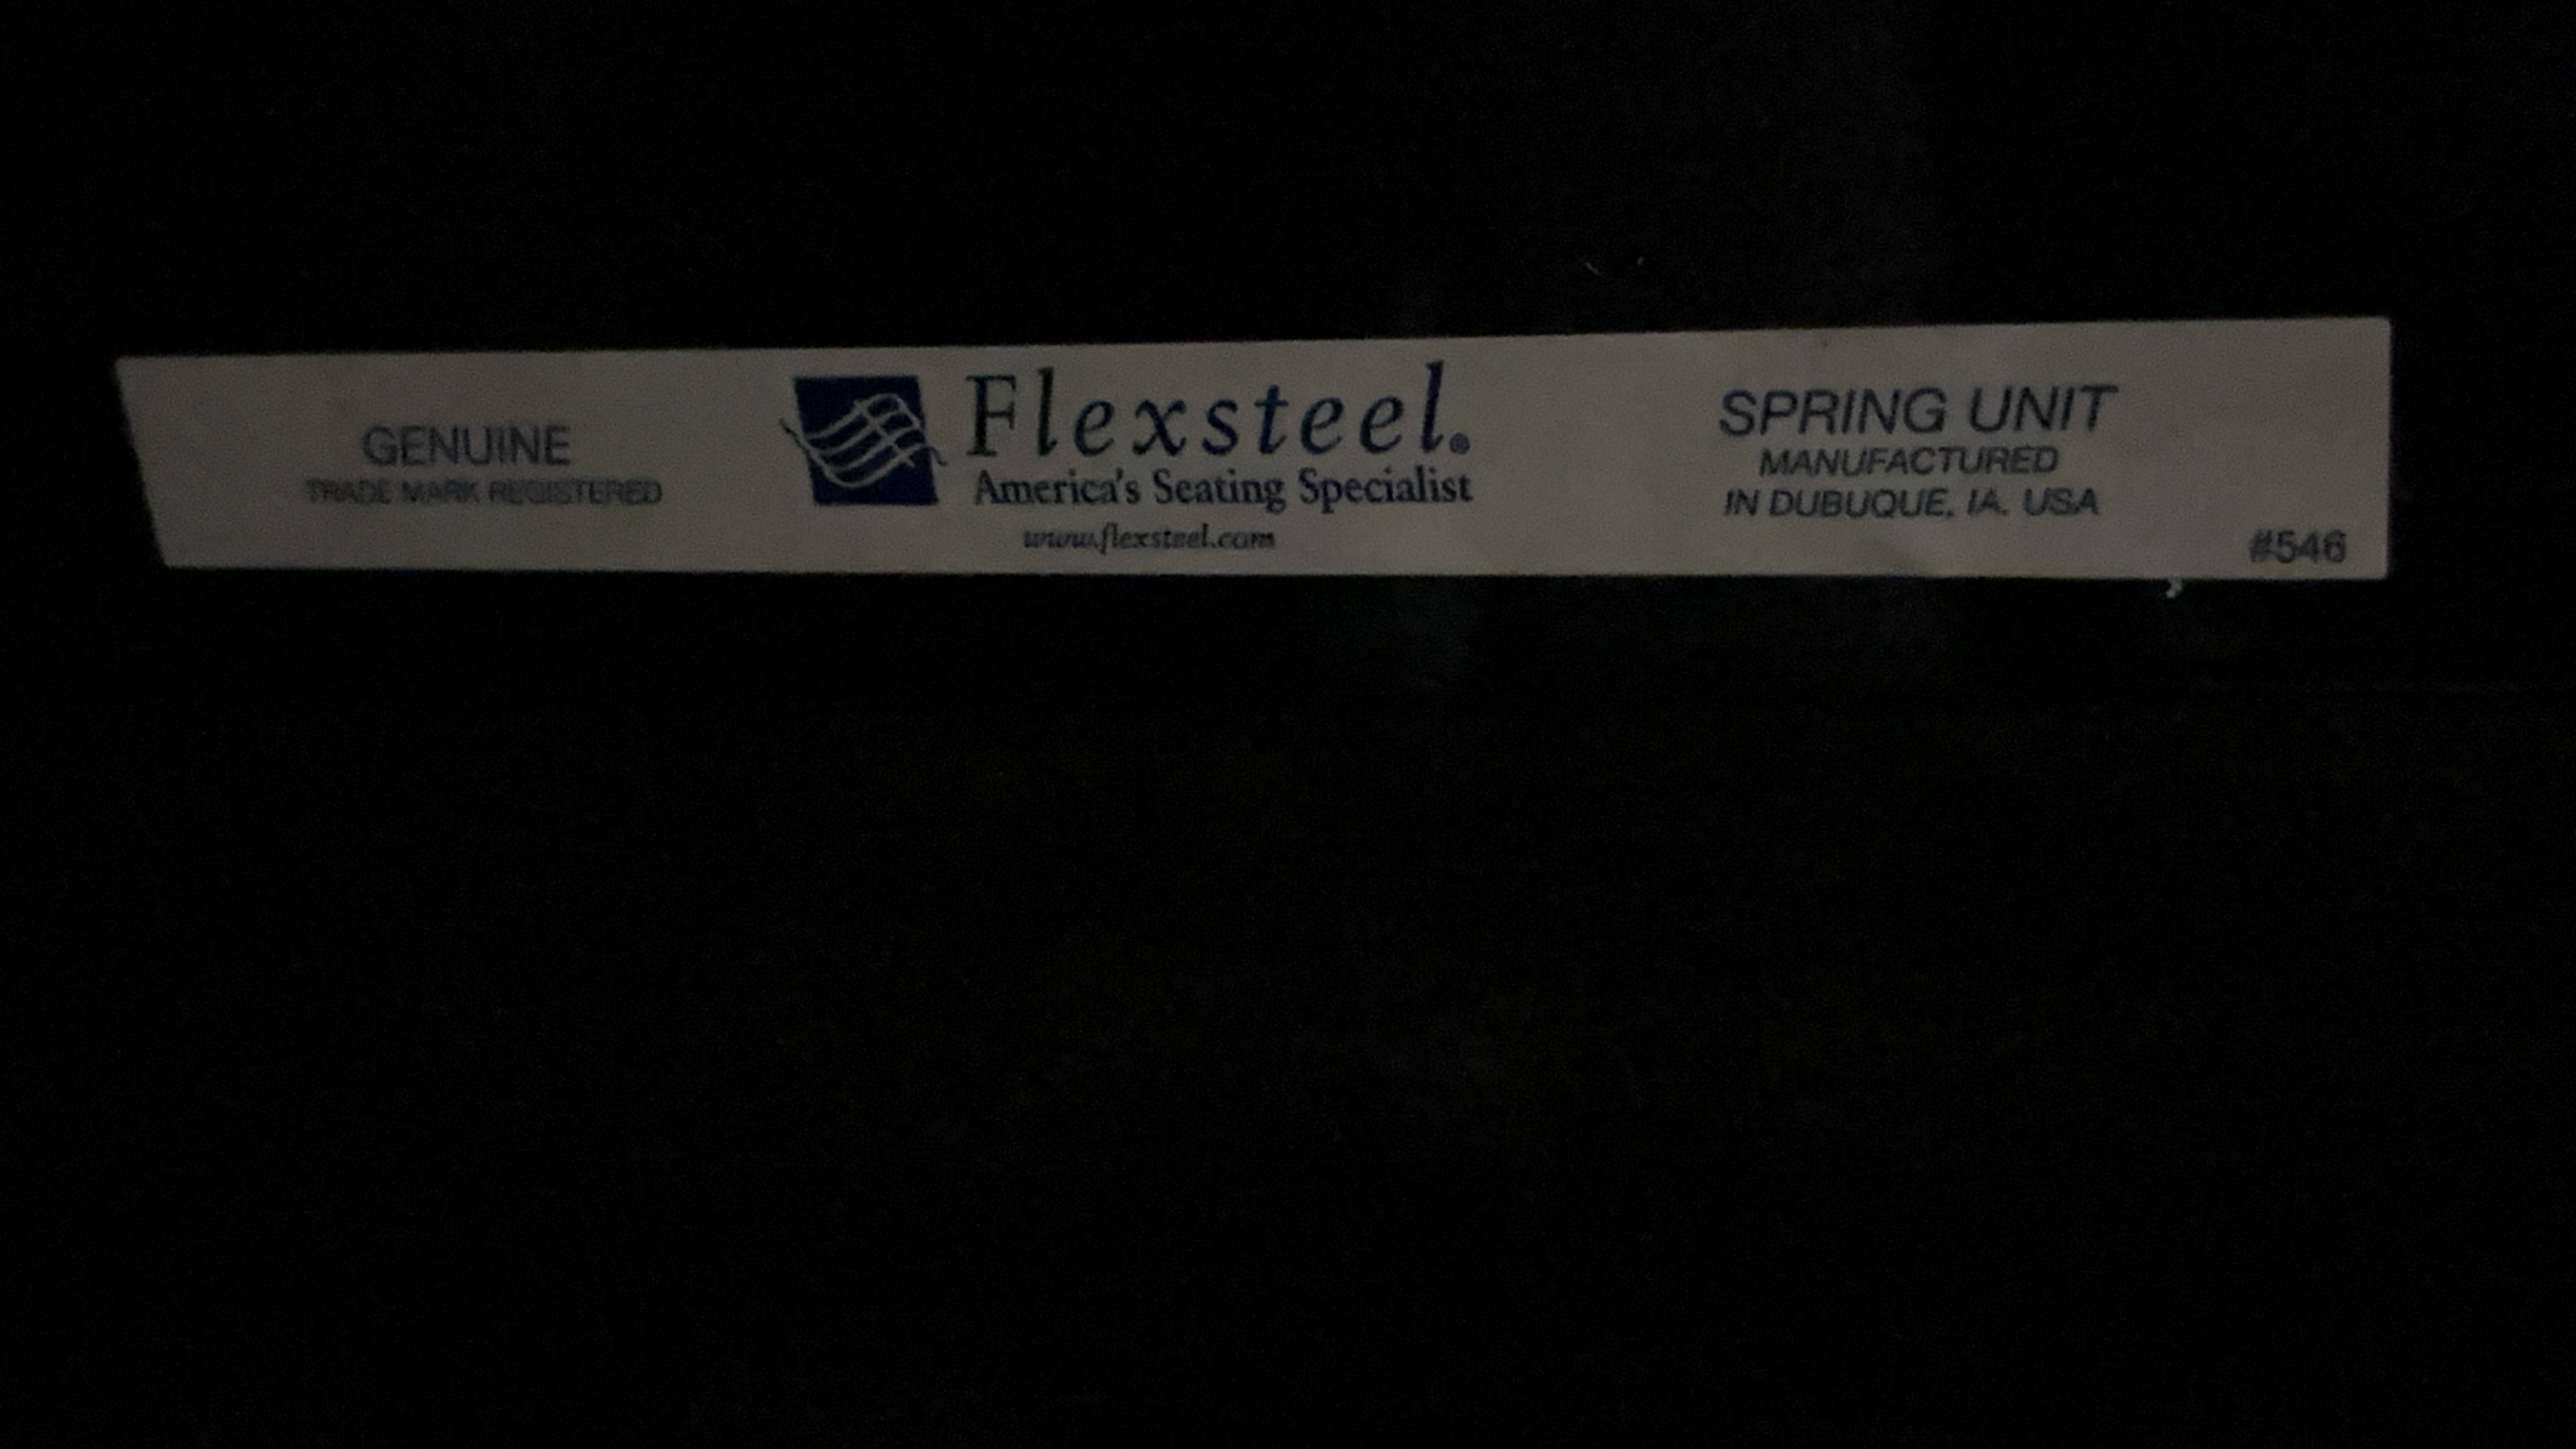 GENUINE
TRADE MARK REGISTERED
Flexsteel®
America's Seating Specialist
www.flexsteel.com
SPRING UNIT
MANUFACTURED
IN DUBUQUE, IA. USA
#546